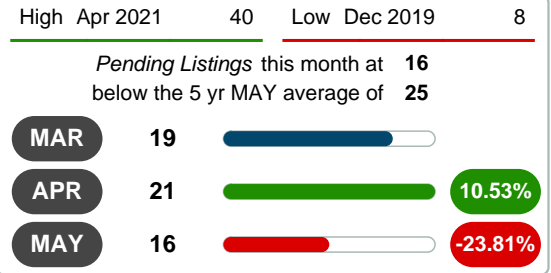 High Apr 2021 40 Low Dec 2019 8
Pending Listings this month at 16
below the 5 yr MAY average of 25
MAR 19
APR 21 10.53%
MAY 16 -23.81%